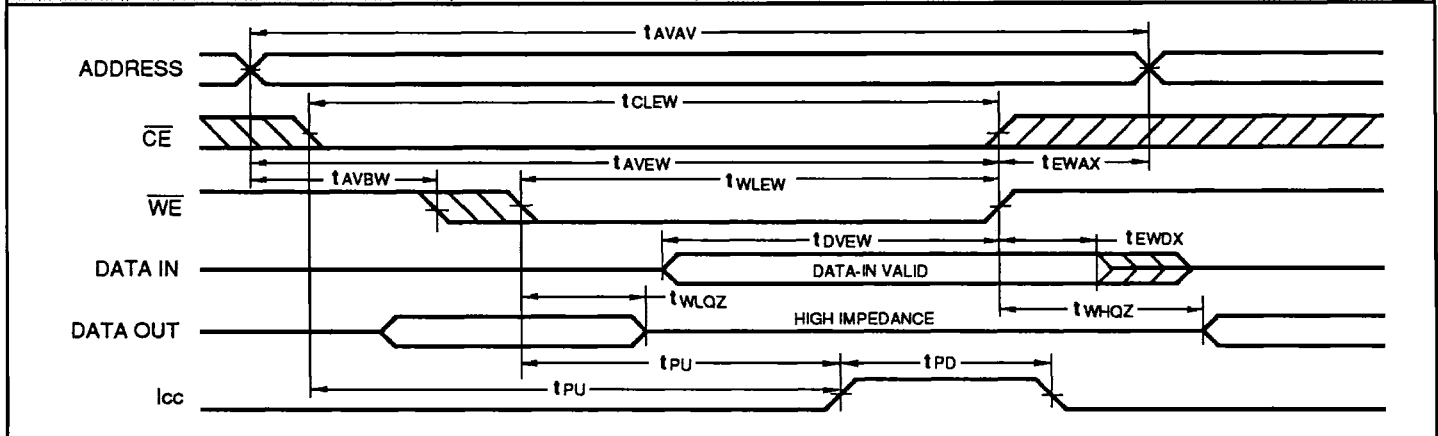 tAVAV
ADDRESS
tCLEW
CE
tAVEW
tEWAX
tAVBW
tWLEW
WE
tDVEW
tEWDX
DATA IN
DATA-IN VALID
tWLQZ
tWHQZ
DATA OUT
HIGH IMPEDANCE
tPU
tPD
tPU
Icc